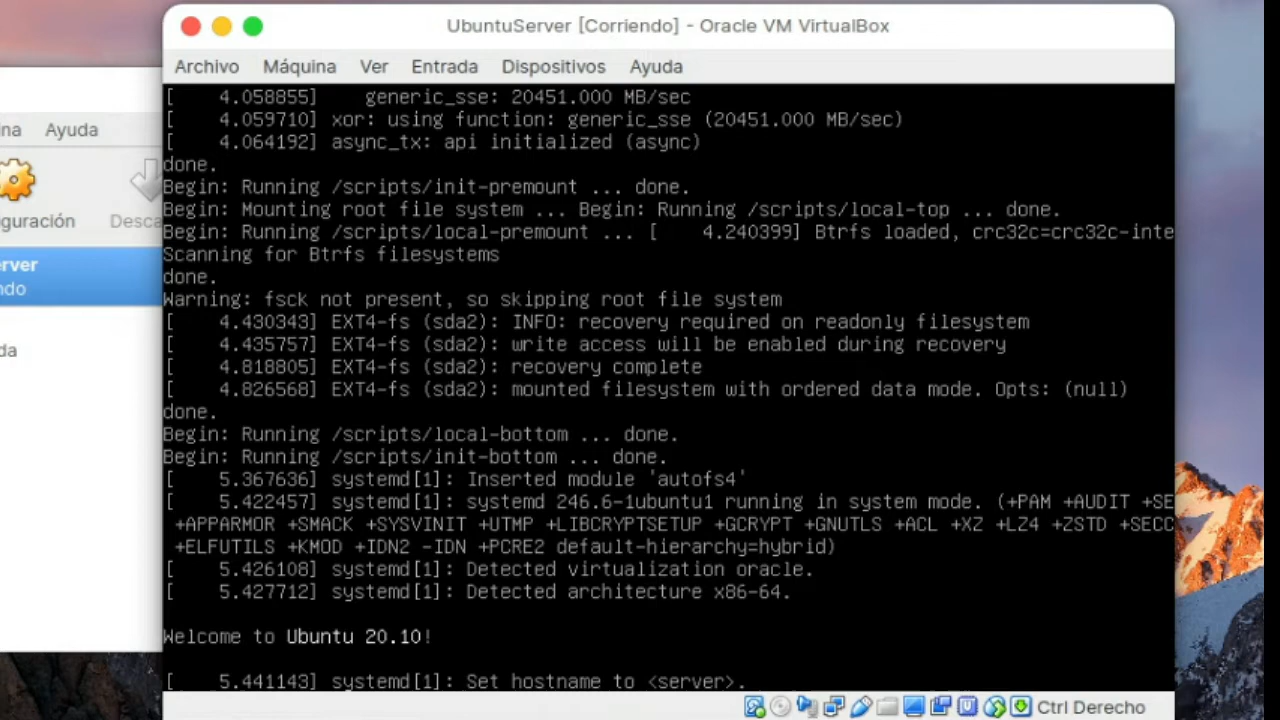 UbuntuServer [Corriendo] - Oracle VM VirtualBox
Archivo Máquina Ver Entrada Dispositivos Ayuda
ina Ayuda
guración Desca
rver
ndo
da
[    4.058855]    generic_sse: 20451.000 MB/sec
[    4.059710] xor: using function: generic_sse (20451.000 MB/sec)
[    4.064192] async_tx: api initialized (async)
done.
Begin: Running /scripts/init-premount ... done.
Begin: Mounting root file system ... Begin: Running /scripts/local-top ... done.
Begin: Running /scripts/local-premount ... [    4.240399] Btrfs loaded, crc32c=crc32c-inte
Scanning for Btrfs filesystems
done.
Warning: fsck not present, so skipping root file system
[    4.430343] EXT4-fs (sda2): INFO: recovery required on readonly filesystem
[    4.435757] EXT4-fs (sda2): write access will be enabled during recovery
[    4.818805] EXT4-fs (sda2): recovery complete
[    4.826568] EXT4-fs (sda2): mounted filesystem with ordered data mode. Opts: (null)
done.
Begin: Running /scripts/local-bottom ... done.
Begin: Running /scripts/init-bottom ... done.
[    5.367636] systemd[1]: Inserted module 'autofs4'
[    5.422457] systemd[1]: systemd 246.6-1ubuntu1 running in system mode. (+PAM +AUDIT +SE
+APPARMOR +SMACK +SYSVINIT +UTMP +LIBCRYPTSETUP +GCRYPT +GNUTLS +ACL +XZ +LZ4 +ZSTD +SECC
+ELFUTILS +KMOD +IDN2 -IDN +PCRE2 default-hierarchy=hybrid)
[    5.426108] systemd[1]: Detected virtualization oracle.
[    5.427712] systemd[1]: Detected architecture x86-64.
Welcome to Ubuntu 20.10!
[    5.441143] systemd[1]: Set hostname to <server>.
Ctrl Derecho